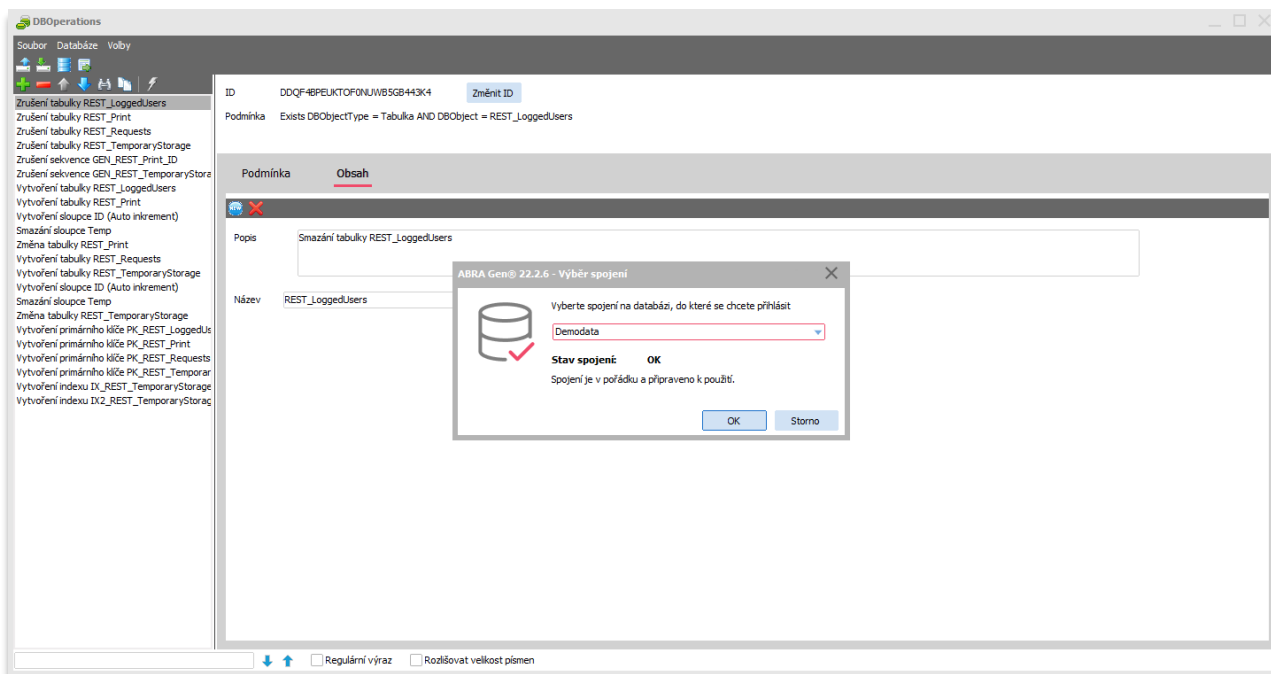 DBOperations
Soubor Databáze Volby
Zrušení tabulky REST_LoggedUsers
Zrušení tabulky REST_Print
Zrušení tabulky REST_Requests
Zrušení tabulky REST_TemporaryStorage
Zrušení sekvence GEN_REST_Print_ID
Zrušení sekvence GEN_REST_TemporaryStora
Vytvoření tabulky REST_LoggedUsers
Vytvoření tabulky REST_Print
Vytvoření sloupce ID (Auto inkrement)
Smazání sloupce Temp
Změna tabulky REST_Print
Vytvoření tabulky REST_Requests
Vytvoření tabulky REST_TemporaryStorage
Vytvoření sloupce ID (Auto inkrement)
Smazání sloupce Temp
Změna tabulky REST_TemporaryStorage
Vytvoření primárního klíče PK_REST_LoggedUs
Vytvoření primárního klíče PK_REST_Print
Vytvoření primárního klíče PK_REST_Requests
Vytvoření primárního klíče PK_REST_Temporar
Vytvoření indexu IX_REST_TemporaryStorage
Vytvoření indexu IX2_REST_TemporaryStorag
ID DDQF4BPEUKTOF0NUWB5GB443K4 Změnit ID
Podmínka Exists DBObjectType = Tabulka AND DBObject = REST_LoggedUsers
Podmínka Obsah
NEW
Popis Smazání tabulky REST_LoggedUsers
Název REST_LoggedUsers
ABRA Gen® 22.2.6 - Výběr spojení
Vyberte spojení na databázi, do které se chcete přihlásit
Demodata
Stav spojení: OK
Spojení je v pořádku a připraveno k použití.
OK Storno
Regulární výraz Rozlišovat velikost písmen